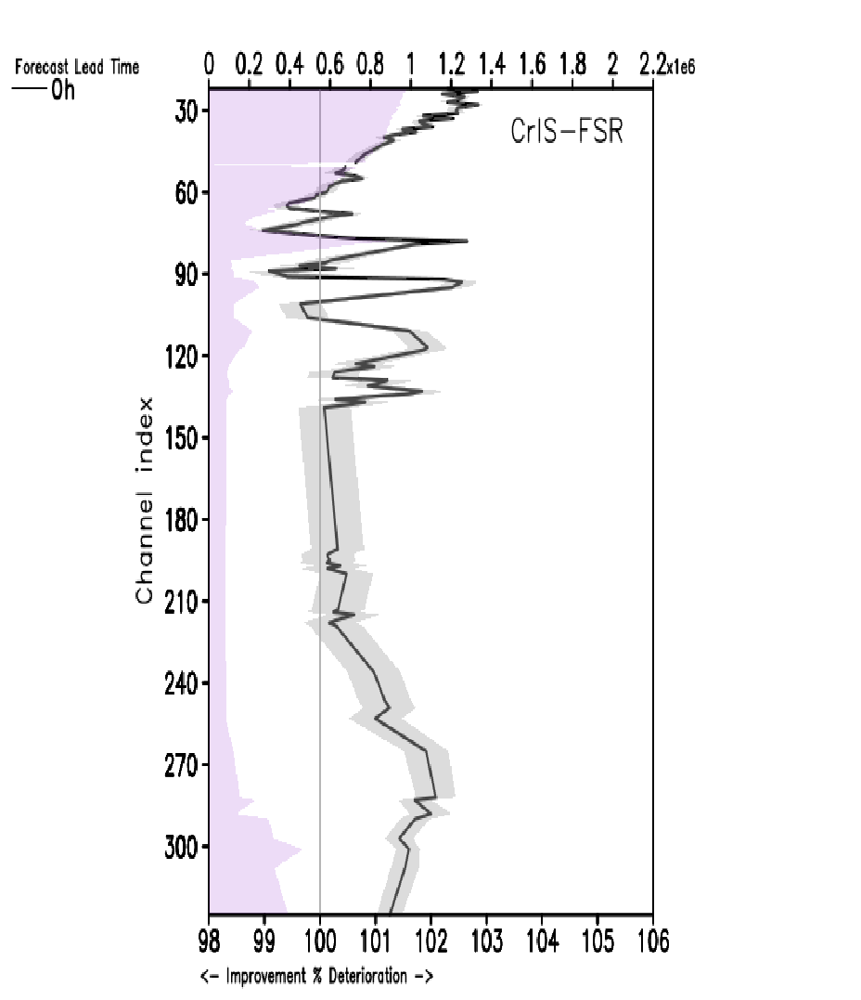 0 0.2 0.4 0.6 0.8 1 1.2 1.4 1.6 1.8 2 2.2x1e6
Forecast Lead Time
0h
CrIS-FSR
30
60
90
120
150
180
210
240
270
300
Channel index
98 99 100 101 102 103 104 105 106
<- Improvement % Deterioration ->